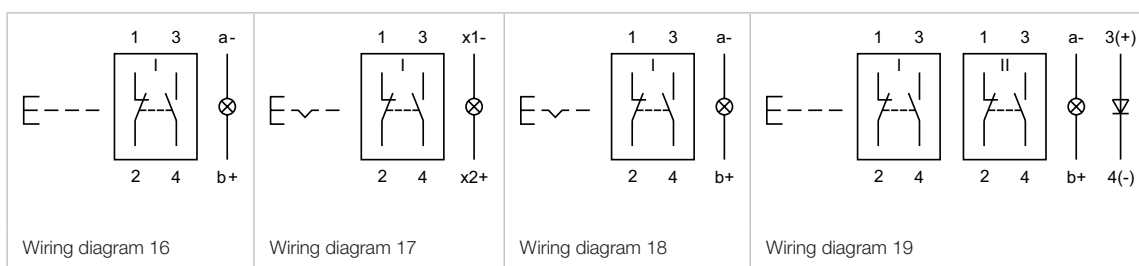 1 3 a-
I
2 4 b+
Wiring diagram 16
1 3 x1-
I
2 4 x2+
Wiring diagram 17
1 3 a-
I
2 4 b+
Wiring diagram 18
1 3 1 3 a- 3(+)
I II
2 4 2 4 b+ 4(-)
Wiring diagram 19